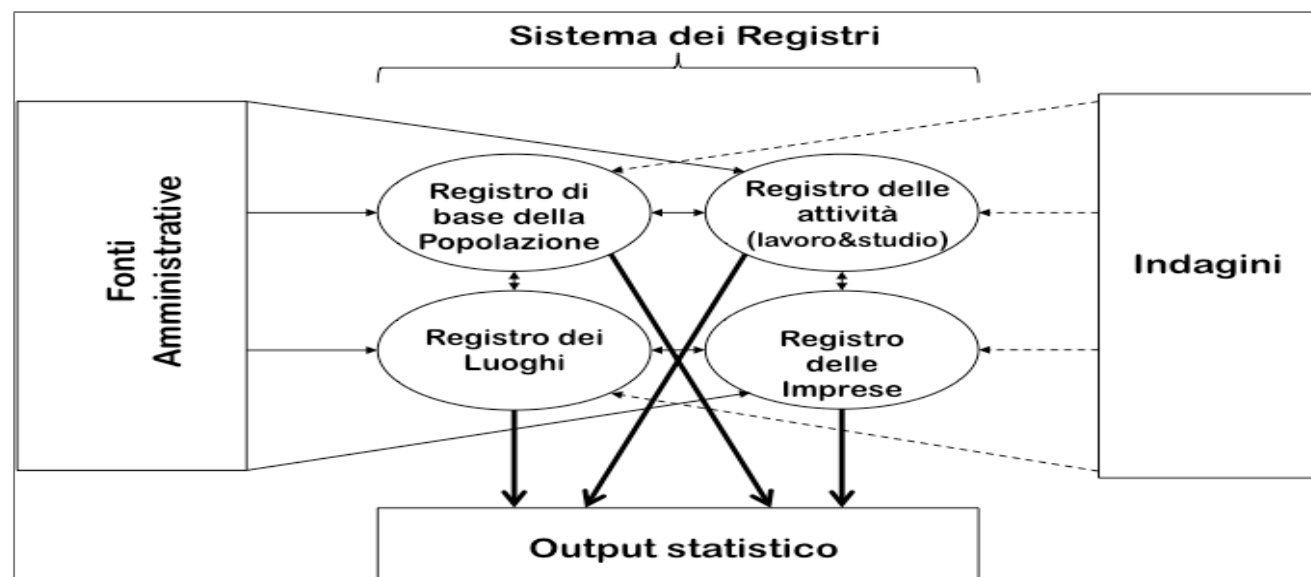 Sistema dei Registri
Fonti
Amministrative
Registro di
base della
Popolazione
Registro delle
attività
(lavoro&studio)
Registro dei
Luoghi
Registro
delle
Imprese
Indagini
Output statistico